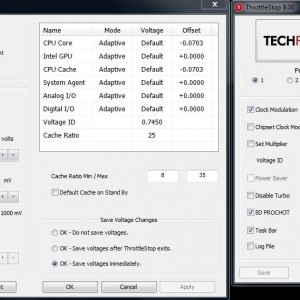 X
Mode Voltage Offset
CPU Core Adaptive Default -0.0703
Intel GPU Adaptive Default +0.0000
CPU Cache Adaptive Default -0.0703
System Agent Adaptive Default +0.0000
Analog I/O Adaptive Default +0.0000
Digital I/O Adaptive Default +0.0000
Voltage ID 0.7450
Cache Ratio 25
volts
mV
1000 mV
Cache Ratio Min / Max 8 35
Default Cache on Stand By
Save Voltage Changes
OK - Do not save voltages.
OK - Save voltages after ThrottleStop exits.
OK - Save voltages immediately.
OK Cancel Apply
ThrottleStop 8.00
TECH
1 2
Clock Modulation
Chipset Clock Modula
Set Multiplier
Voltage ID
Power Saver
Disable Turbo
BD PROCHOT
Task Bar
Log File
Save